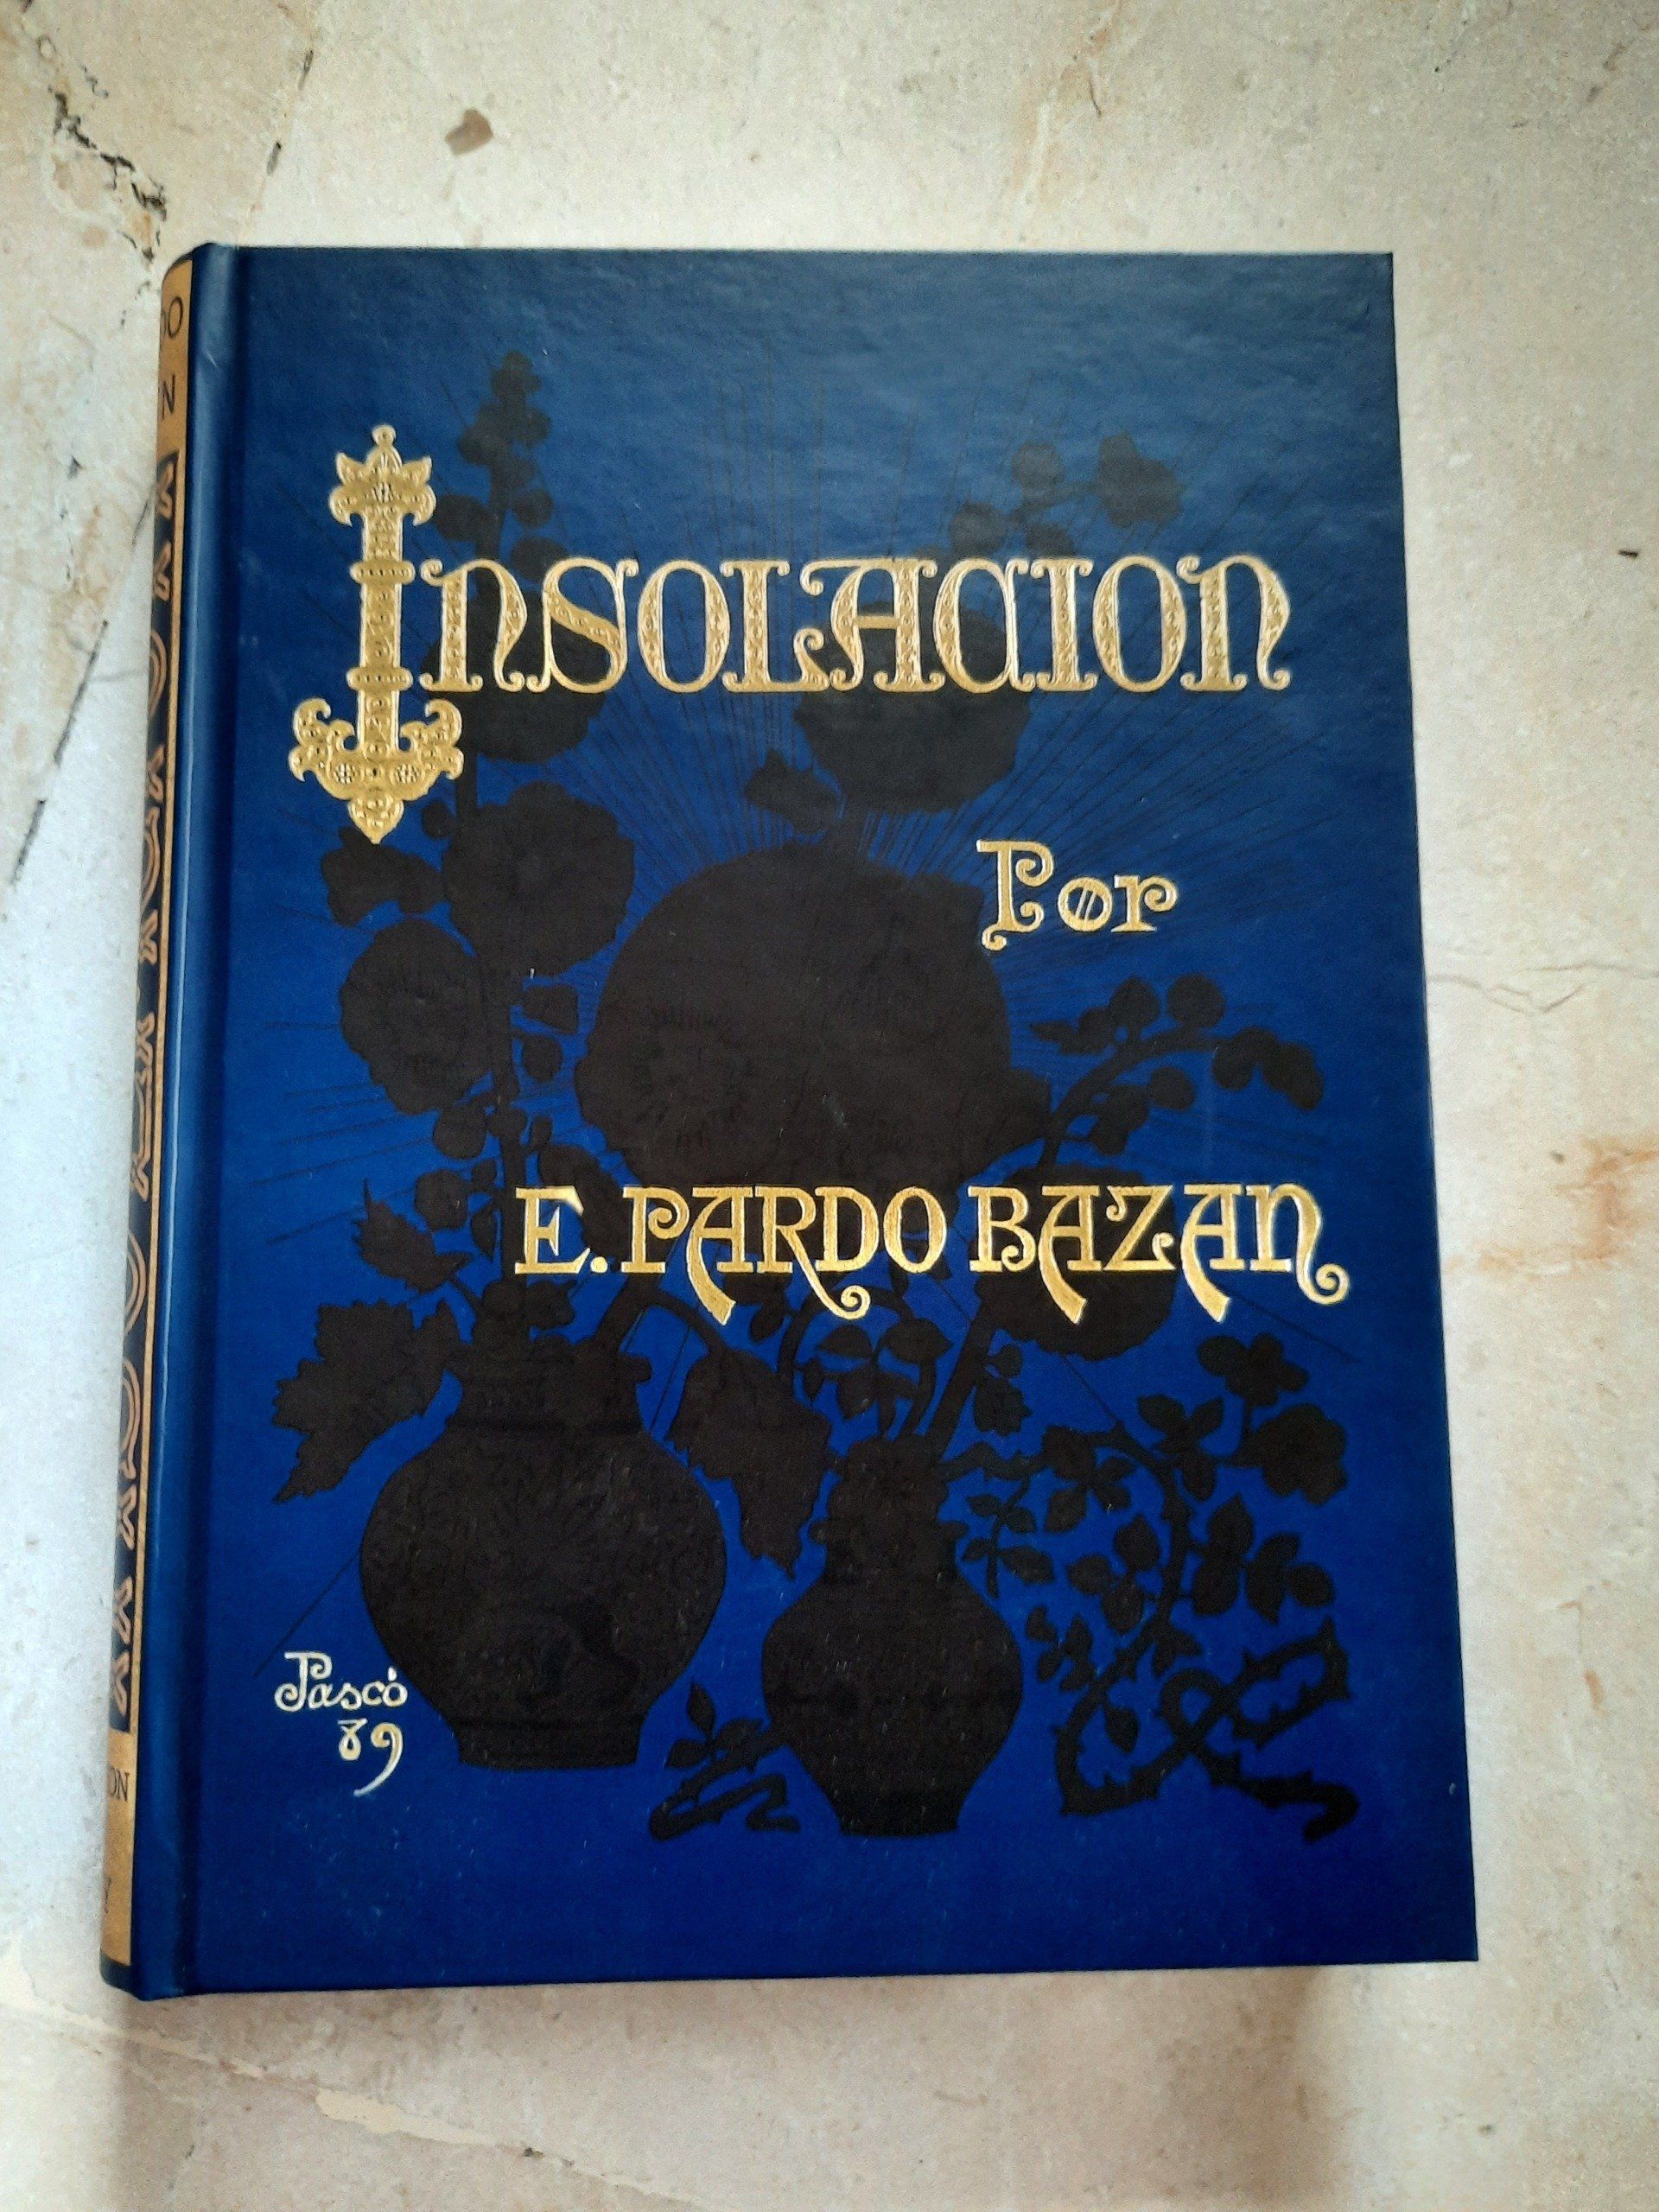 INSOLACION
Por
E. PARDO BAZAN
Pascó
89